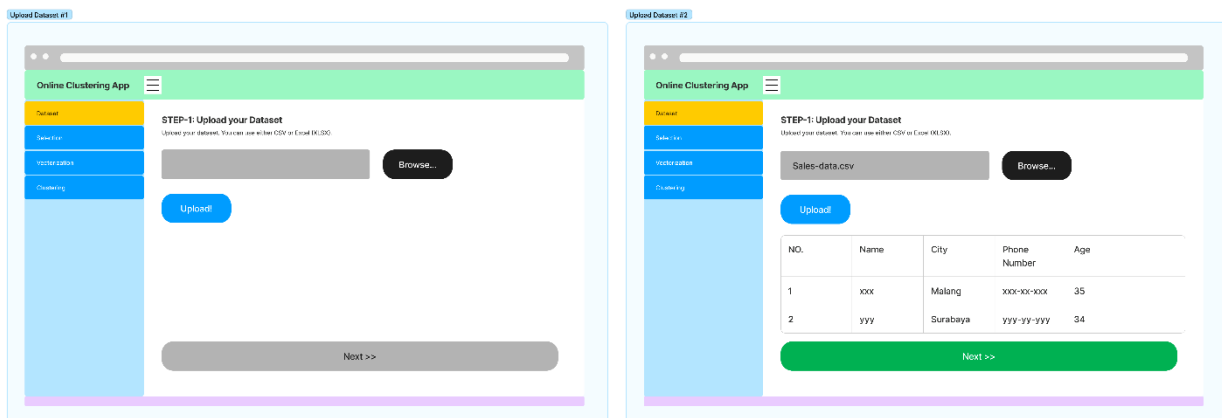 Upload Dataset #1
Online Clustering App
Dataset
Selection
Vectorization
Clustering
STEP-1: Upload your Dataset
Upload your dataset. You can use either CSV or Excel (XLSX).
Browse...
Upload!
Next >>
Upload Dataset #2
Online Clustering App
Dataset
Selection
Vectorization
Clustering
STEP-1: Upload your Dataset
Upload your dataset. You can use either CSV or Excel (XLSX).
Sales-data.csv Browse...
Upload!
NO. Name City Phone Number Age
1 xxx Malang xxx-xx-xxx 35
2 yyy Surabaya yyy-yy-yyy 34
Next >>